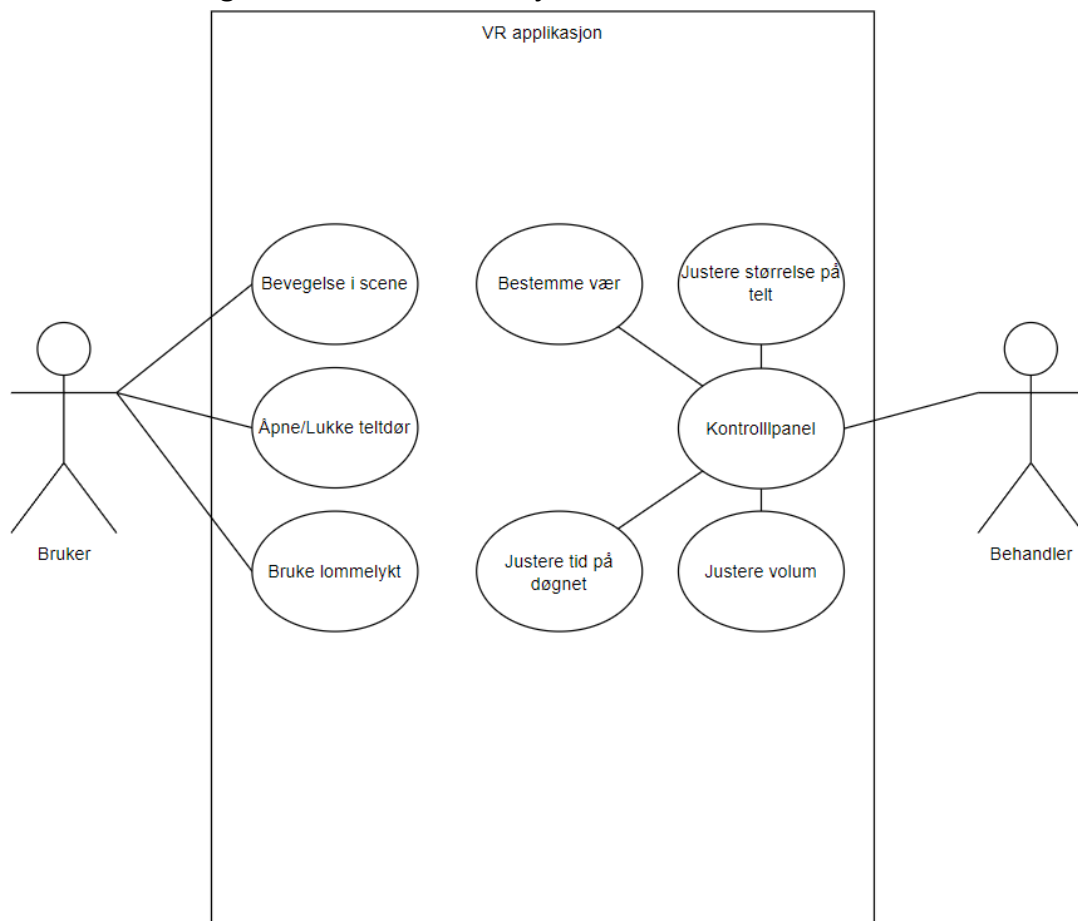 VR applikasjon
Bevegelse i scene
Bestemme vær
Justere størrelse på
telt
Åpne/Lukke teltdør
Kontrolllpanel
Bruker
Bruke lommelykt
Justere tid på
døgnet
Justere volum
Behandler